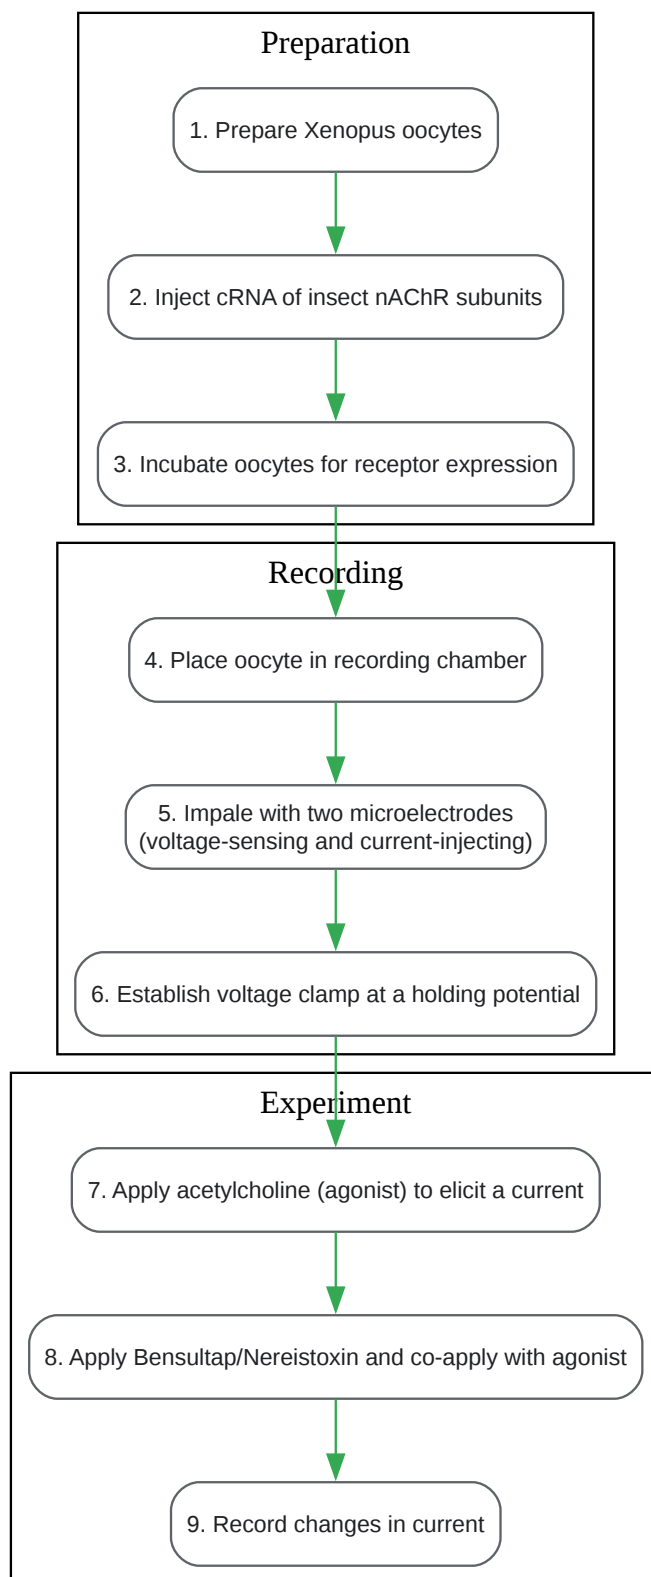 Preparation
1. Prepare Xenopus oocytes
2. Inject cRNA of insect nAChR subunits
3. Incubate oocytes for receptor expression
Recording
4. Place oocyte in recording chamber
5. Impale with two microelectrodes
(voltage-sensing and current-injecting)
6. Establish voltage clamp at a holding potential
Experiment
7. Apply acetylcholine (agonist) to elicit a current
8. Apply Bensultap/Nereistoxin and co-apply with agonist
9. Record changes in current